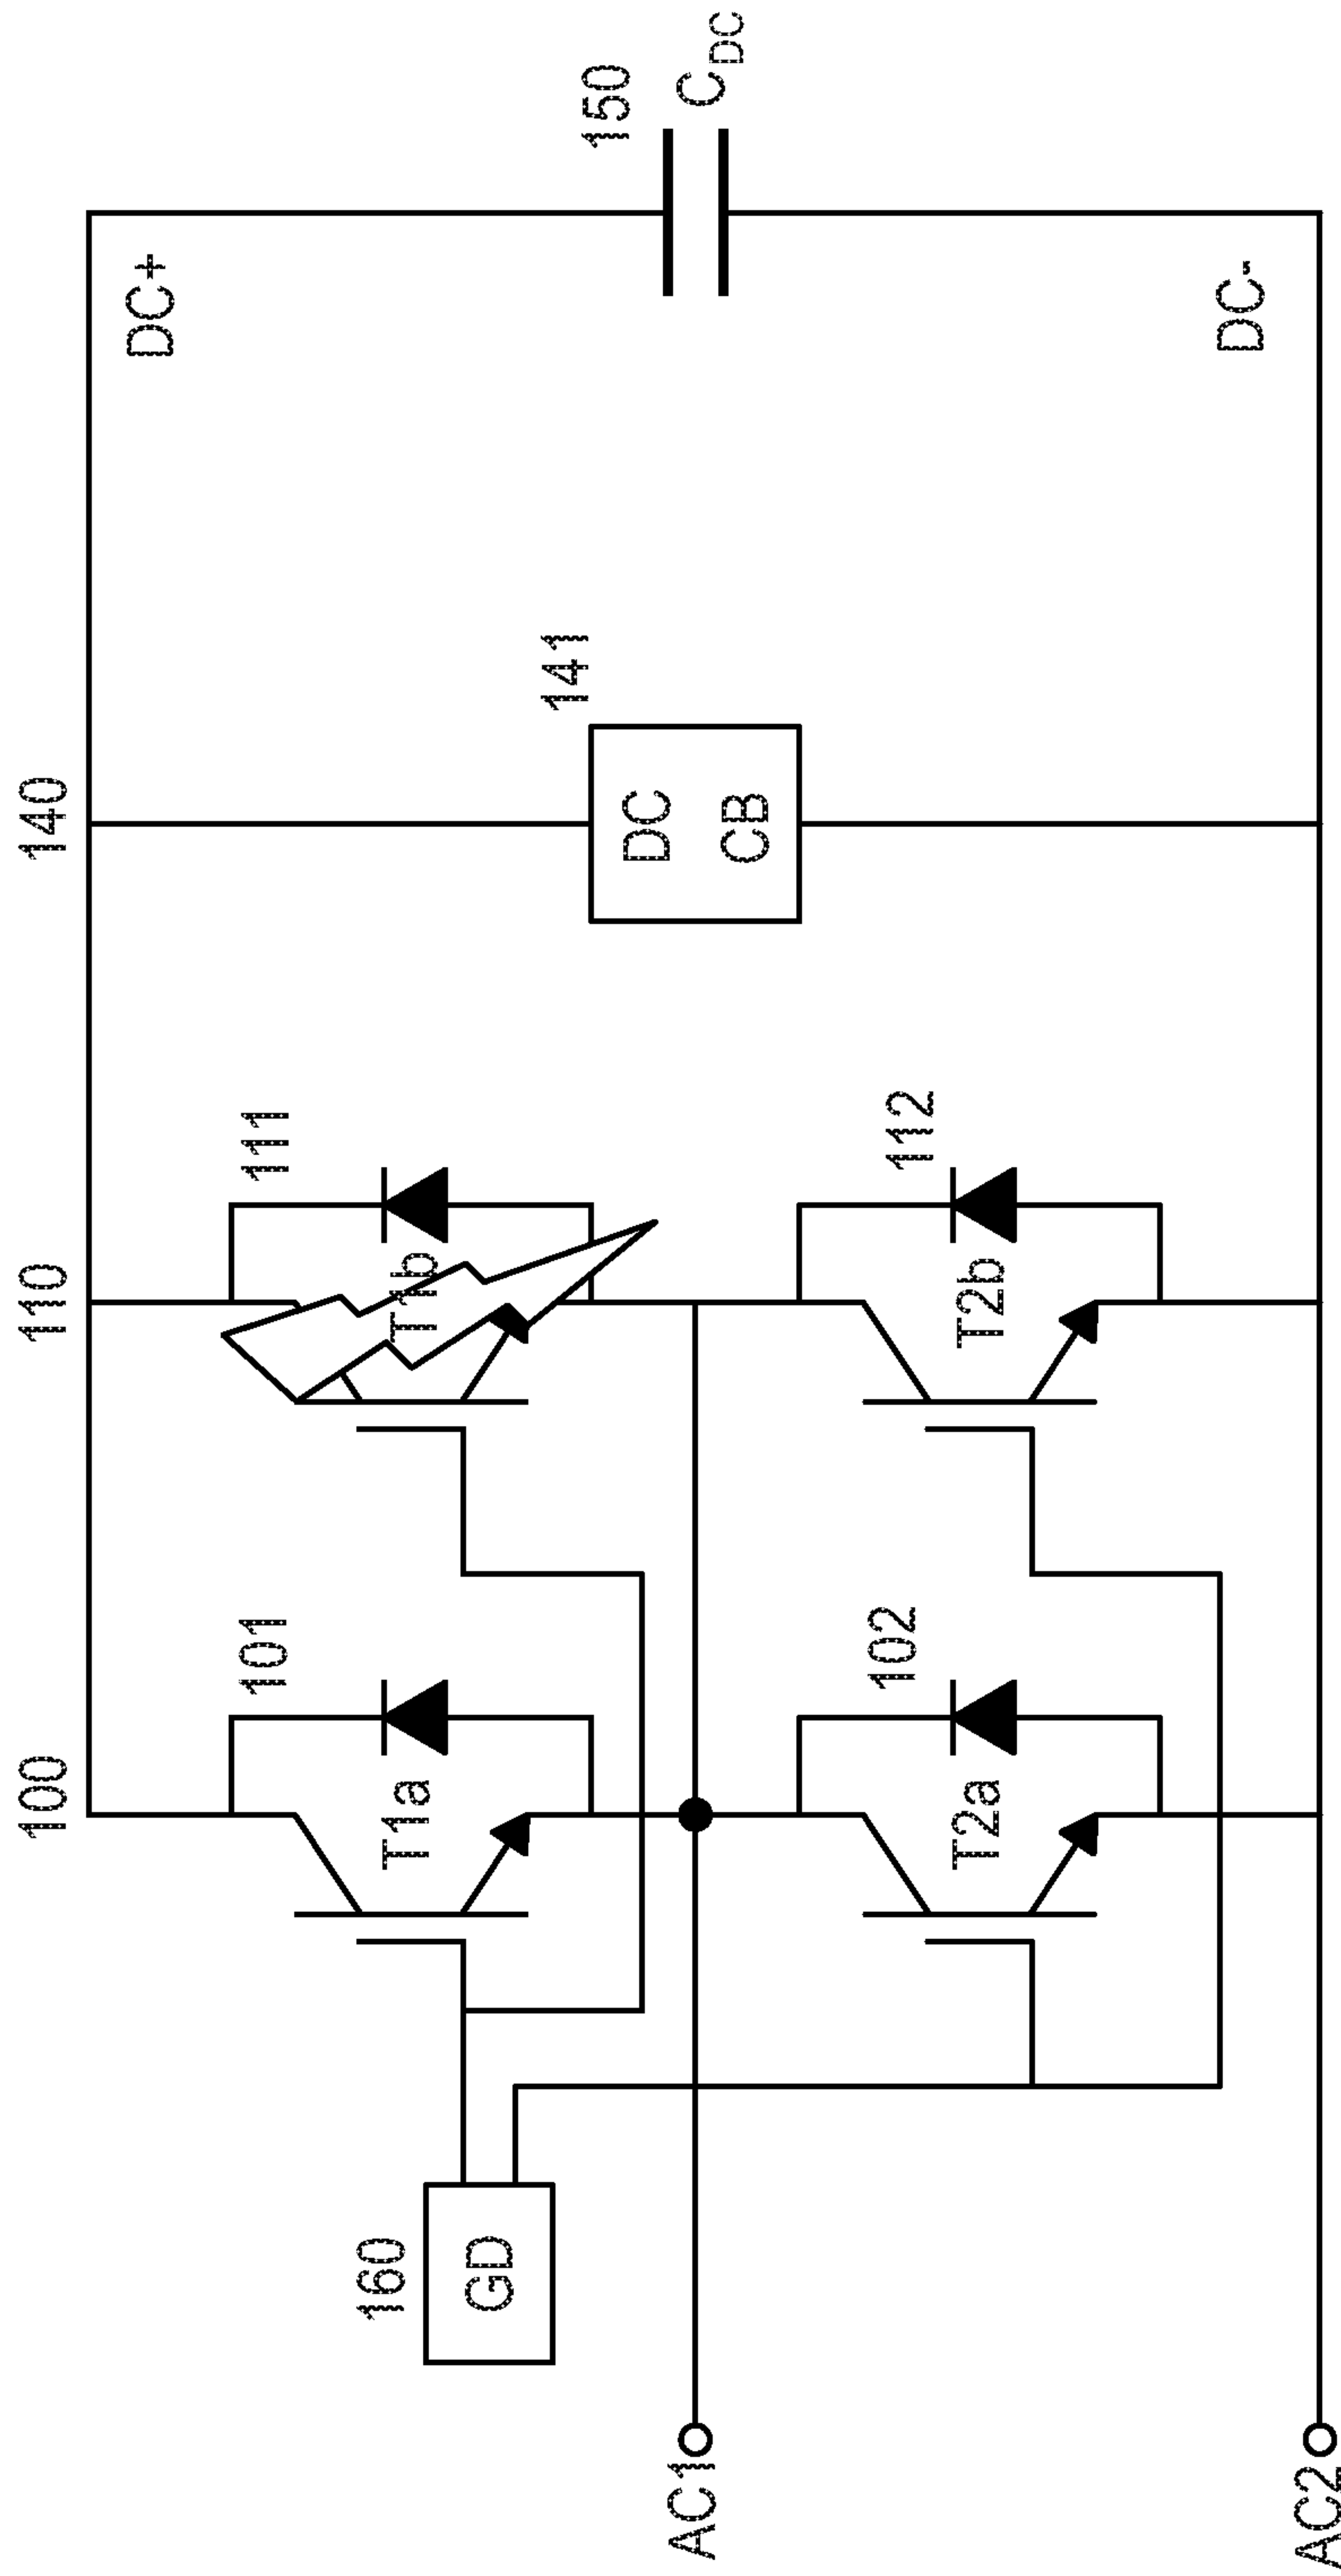 100
110
140
DC+
101
111
T1a
T1b
160
GD
141
DC
CB
150
C_DC
AC1
102
112
T2a
T2b
DC-
AC2